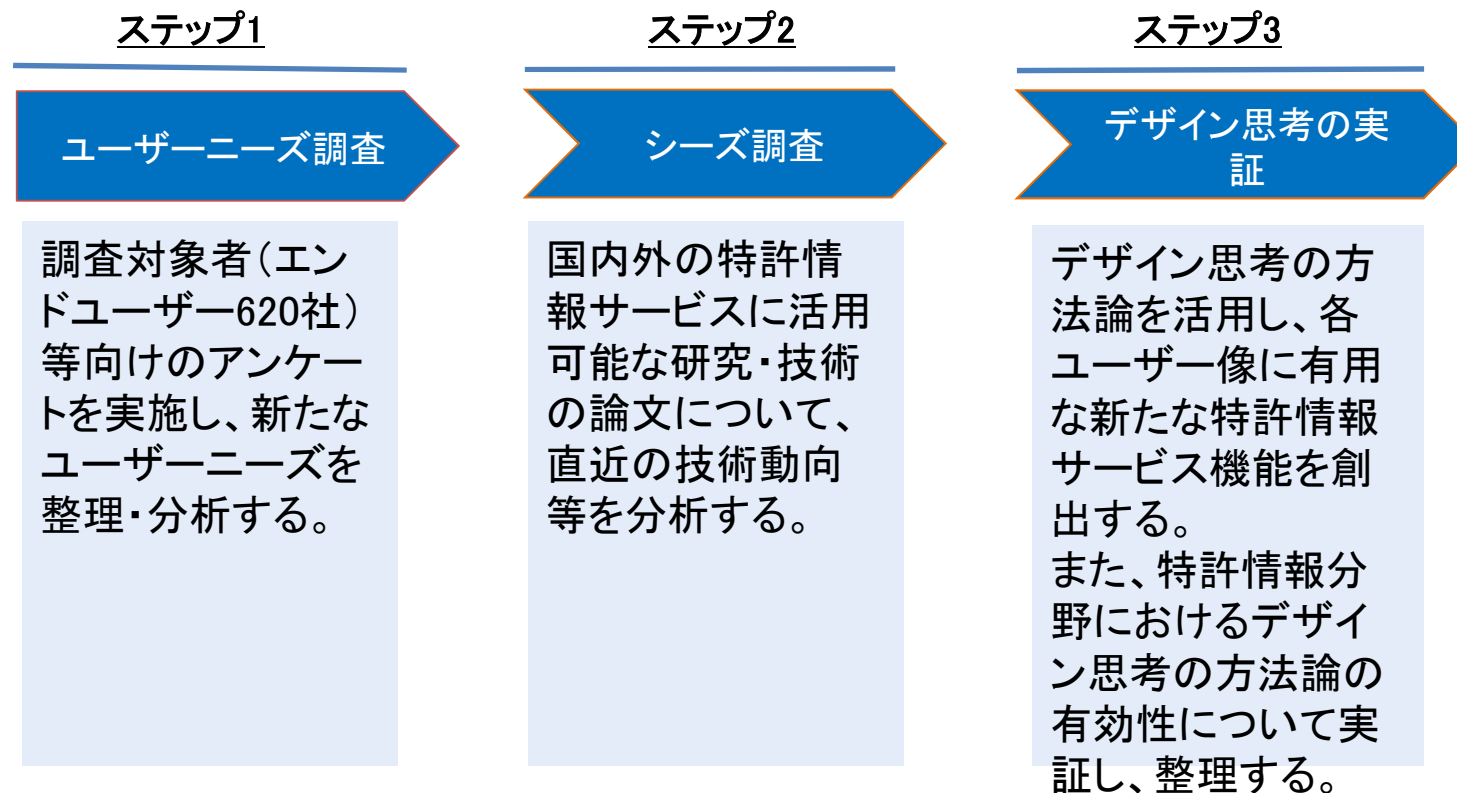 ステップ1
ユーザーニーズ調査
調査対象者（エン
ドユーザー620社）
等向けのアンケー
トを実施し、新たな
ユーザーニーズを
整理・分析する。
ステップ2
シーズ調査
国内外の特許情
報サービスに活用
可能な研究・技術
の論文について、
直近の技術動向
等を分析する。
ステップ3
デザイン思考の実
証
デザイン思考の方
法論を活用し、各
ユーザー像に有用
な新たな特許情報
サービス機能を創
出する。
また、特許情報分
野におけるデザイ
ン思考の方法論の
有効性について実
証し、整理する。